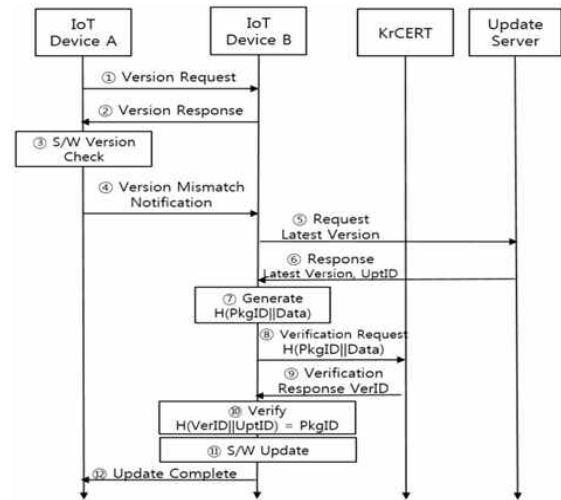 IoT
Device A
IoT
Device B
KrCERT
Update
Server
① Version Request
② Version Response
③ S/W Version
Check
④ Version Mismatch
Notification
⑤ Request
Latest Version
⑥ Response
Latest Version, UptID
⑦ Generate
H(PkgID||Data)
⑧ Verification Request
H(PkgID||Data)
⑨ Verification
Response VerID
⑩ Verify
H(VerID||UptID) = PkgID
⑪ S/W Update
⑫ Update Complete